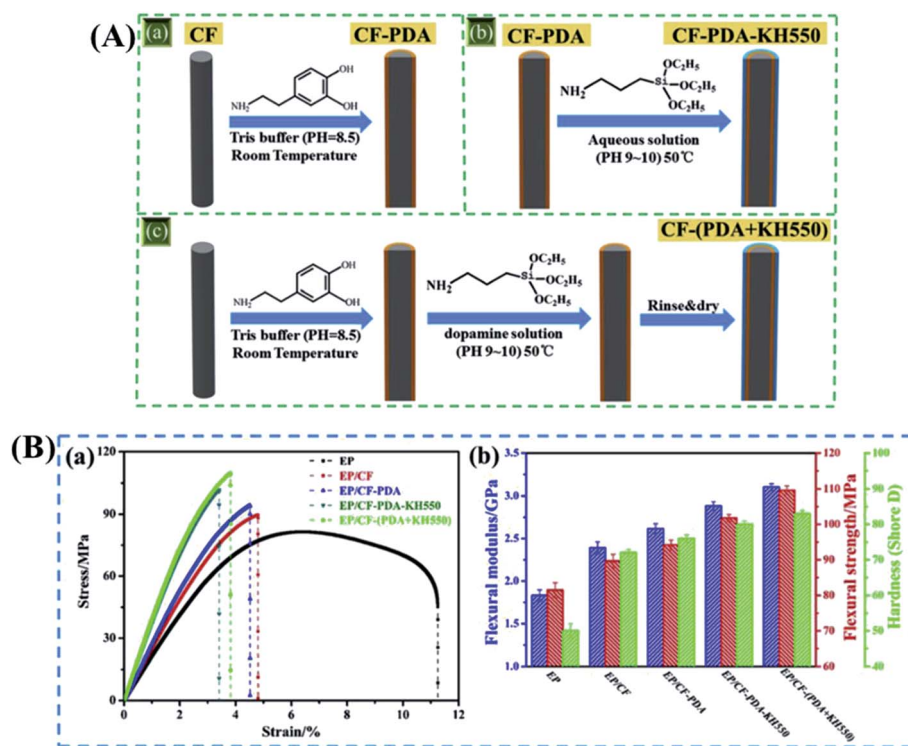 (A)
(a)
CF
CF-PDA
NH₂
OH
OH
Tris buffer (PH=8.5)
Room Temperature
(b)
CF-PDA
CF-PDA-KH550
NH₂
Si
OC₂H₅
OC₂H₅
OC₂H₅
Aqueous solution
(PH 9~10) 50℃
(c)
CF-(PDA+KH550)
NH₂
OH
OH
Tris buffer (PH=8.5)
Room Temperature
NH₂
Si
OC₂H₅
OC₂H₅
OC₂H₅
dopamine solution
(PH 9~10) 50℃
Rinse&dry
(B)
(a)
Stress/MPa
120
90
60
30
0
0 2 4 6 8 10 12
Strain/%
EP
EP/CF
EP/CF-PDA
EP/CF-PDA-KH550
EP/CF-(PDA+KH550)
(b)
Flexural modulus/GPa
3.5
3.0
2.5
2.0
1.5
1.0
EP
EP/CF
EP/CF-PDA
EP/CF-PDA-KH550
EP/CF-(PDA+KH550)
120
110
100
90
80
70
60
Flexural strength/MPa
100
90
80
70
60
50
40
Hardness (Shore D)